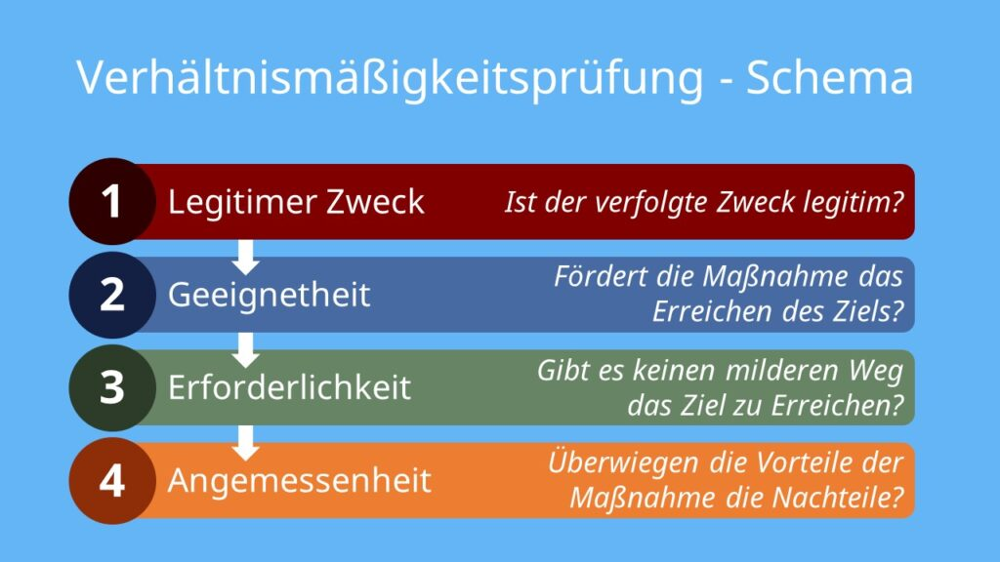 Verhältnismäßigkeitsprüfung - Schema
1 Legitimer Zweck Ist der verfolgte Zweck legitim?
2 Geeignetheit Fördert die Maßnahme das
Erreichen des Ziels?
3 Erforderlichkeit Gibt es keinen milderen Weg
das Ziel zu Erreichen?
4 Angemessenheit Überwiegen die Vorteile der
Maßnahme die Nachteile?